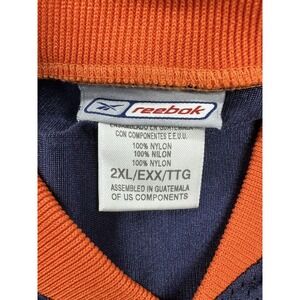 Reebok
ENSAMBLADO EN GUATEMALA
CON COMPONENTES E.E.U.U.
100% NYLON
100% NILON
100% NYLON
2XL/EXX/TTG
ASSEMBLED IN GUATEMALA
OF US COMPONENTS